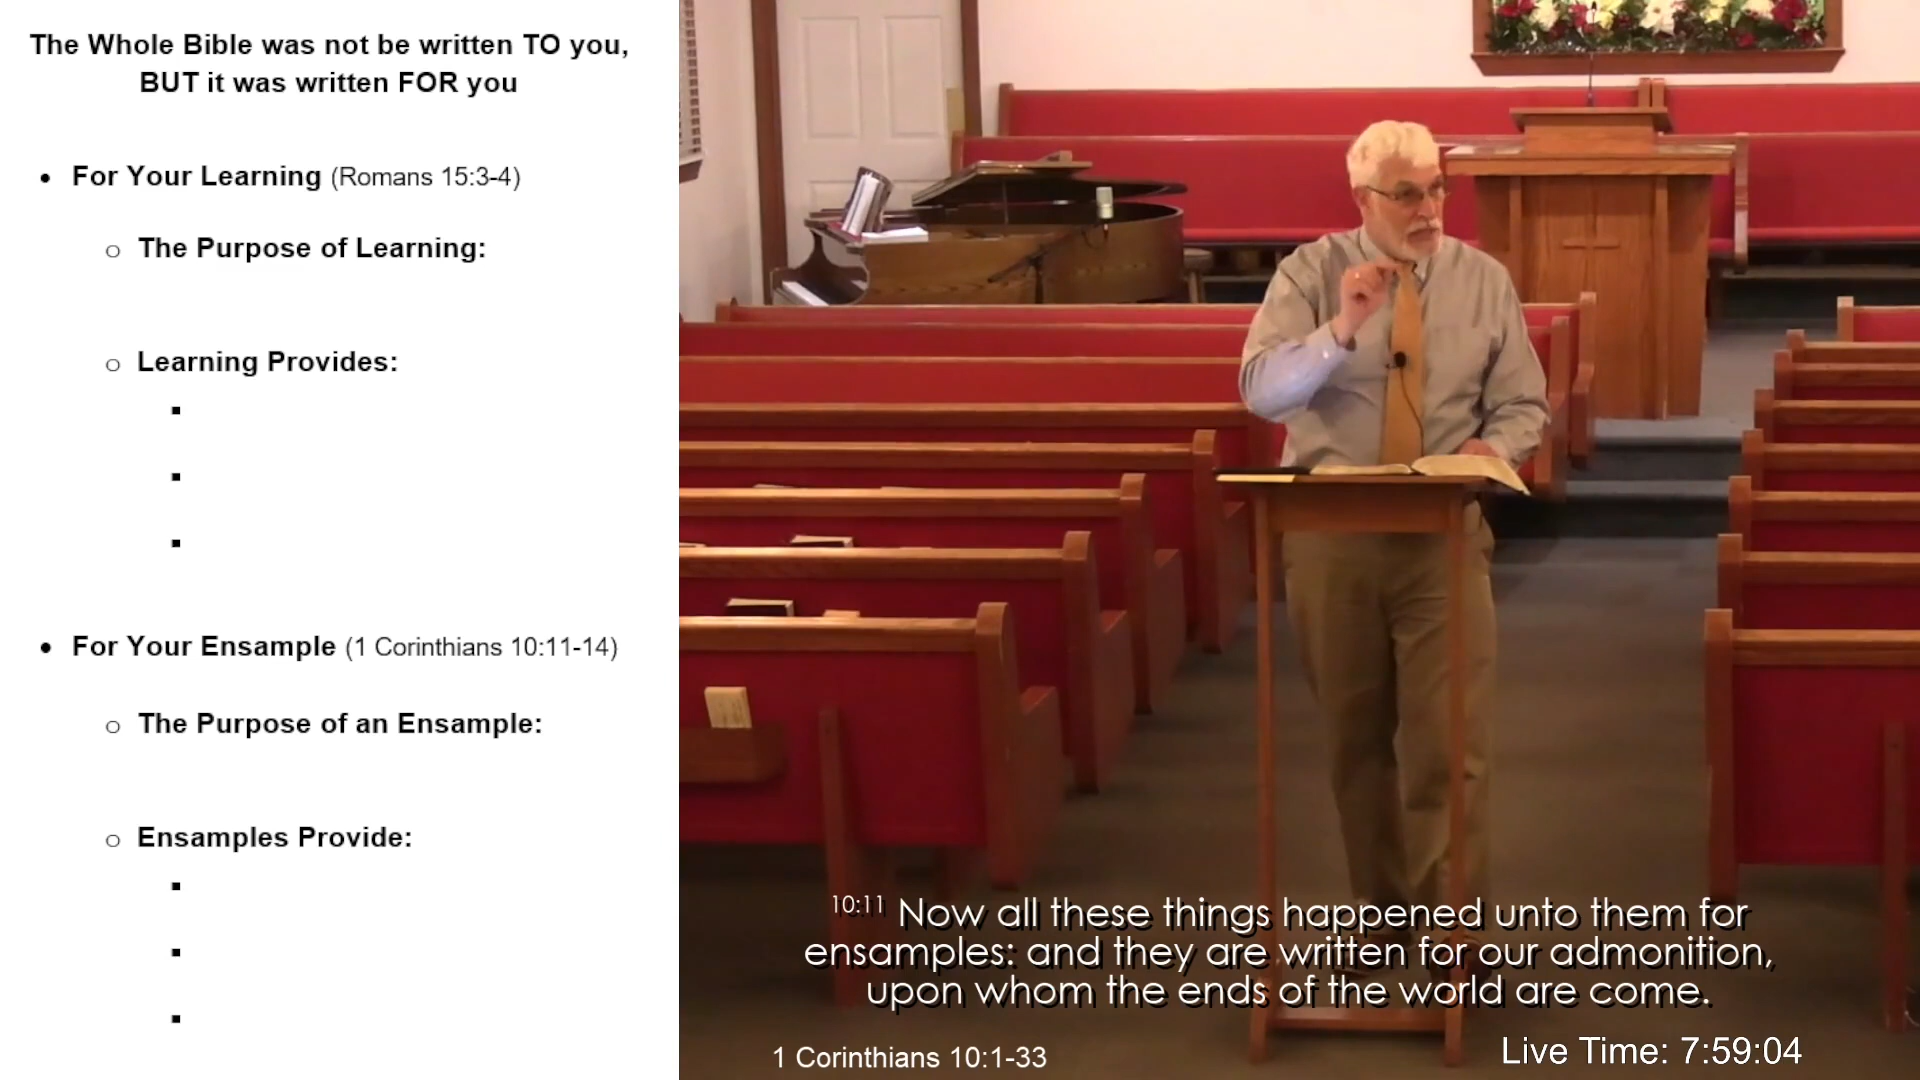 The Whole Bible was not be written TO you,
BUT it was written FOR you
• For Your Learning (Romans 15:3-4)
o The Purpose of Learning:
o Learning Provides:
▪
▪
▪
• For Your Ensample (1 Corinthians 10:11-14)
o The Purpose of an Ensample:
o Ensamples Provide:
▪
▪
▪
10:11 Now all these things happened unto them for
ensamples: and they are written for our admonition,
upon whom the ends of the world are come.
1 Corinthians 10:1-33
Live Time: 7:59:04